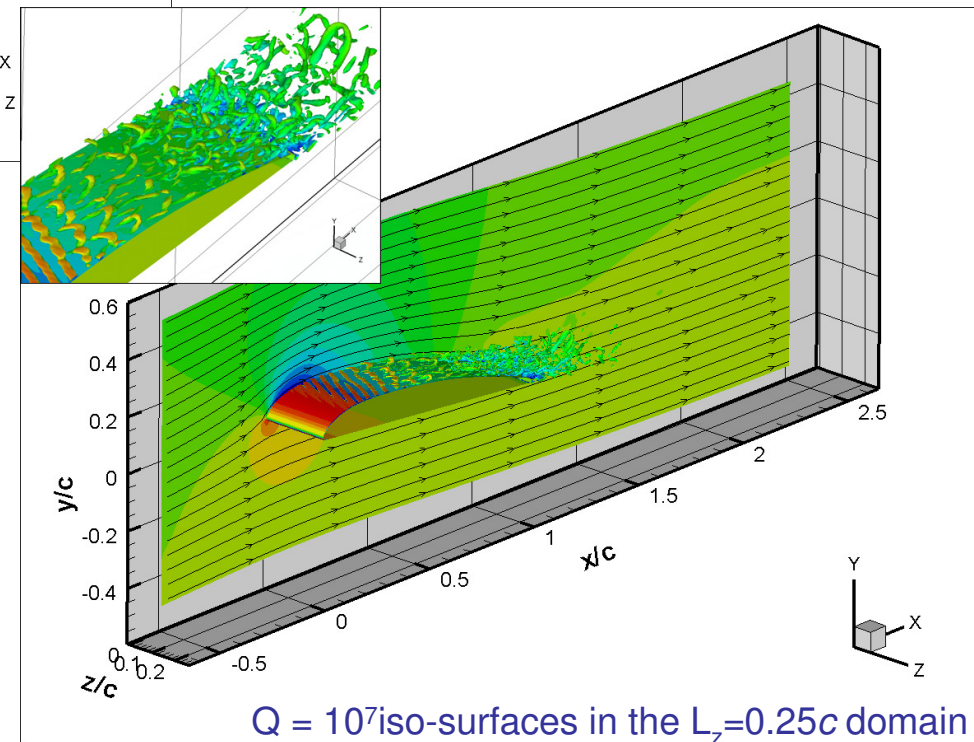 X
Z
Y
X
Z
0.6
0.4
0.2
0
-0.2
-0.4
y/c
0
0.1
0.2
z/c
-0.5
0
0.5
1
1.5
2
2.5
x/c
Y
X
Z
Q = 10⁷iso-surfaces in the L_z=0.25c domain